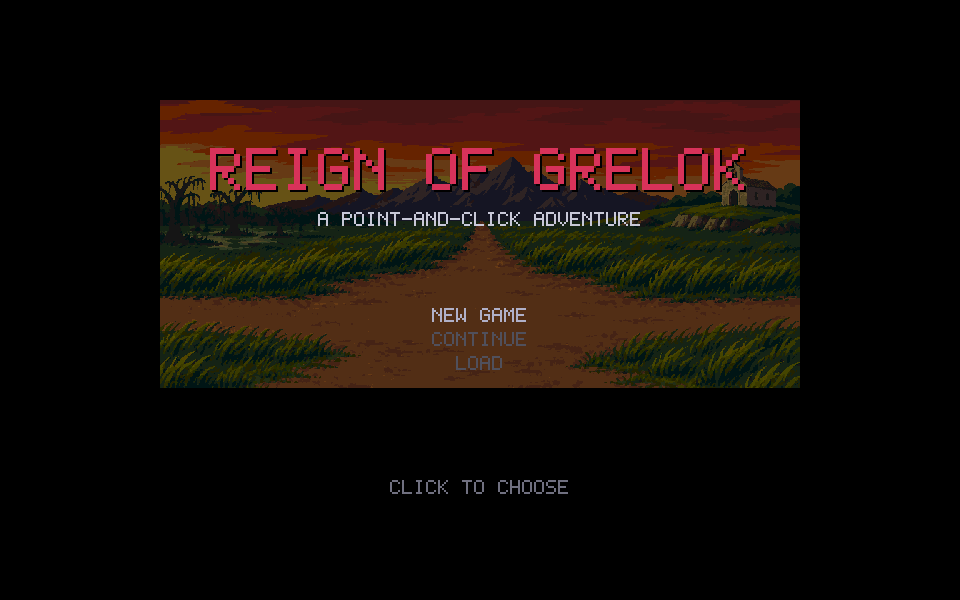 REIGN OF GRELOK
A POINT-AND-CLICK ADVENTURE
NEW GAME
CONTINUE
LOAD
CLICK TO CHOOSE